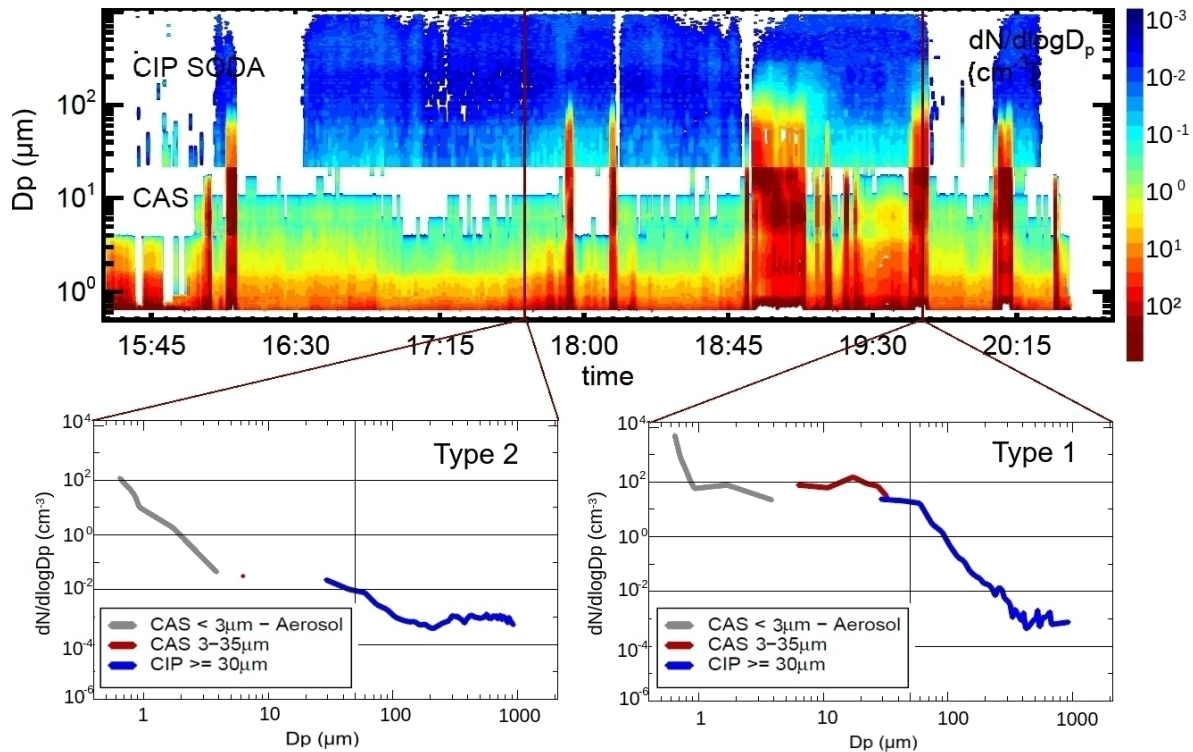 CIP SODA
dN/dlogDp
(cm-3)
CAS
Dp (µm)
10²
10¹
10⁰
10⁻³
10⁻²
10⁻¹
10⁰
10¹
10²
15:45 16:30 17:15 18:00 18:45 19:30 20:15
time
Type 2
dN/dlogDp (cm⁻³)
10⁴
10²
10⁰
10⁻²
10⁻⁴
10⁻⁶
CAS < 3µm – Aerosol
CAS 3–35µm
CIP >= 30µm
1 10 100 1000
Dp (µm)
Type 1
dN/dlogDp (cm⁻³)
10⁴
10²
10⁰
10⁻²
10⁻⁴
10⁻⁶
CAS < 3µm – Aerosol
CAS 3–35µm
CIP >= 30µm
1 10 100 1000
Dp (µm)